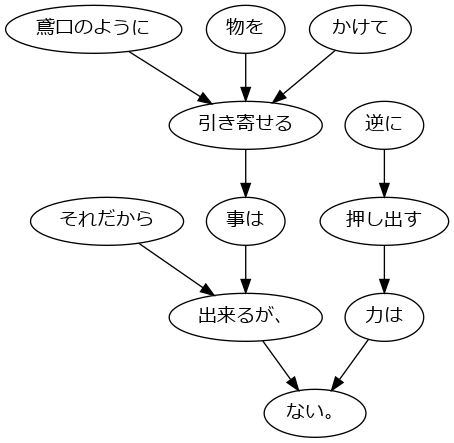 鳶口のように
物を
かけて
引き寄せる
逆に
それだから
事は
押し出す
出来るが、
力は
ない。